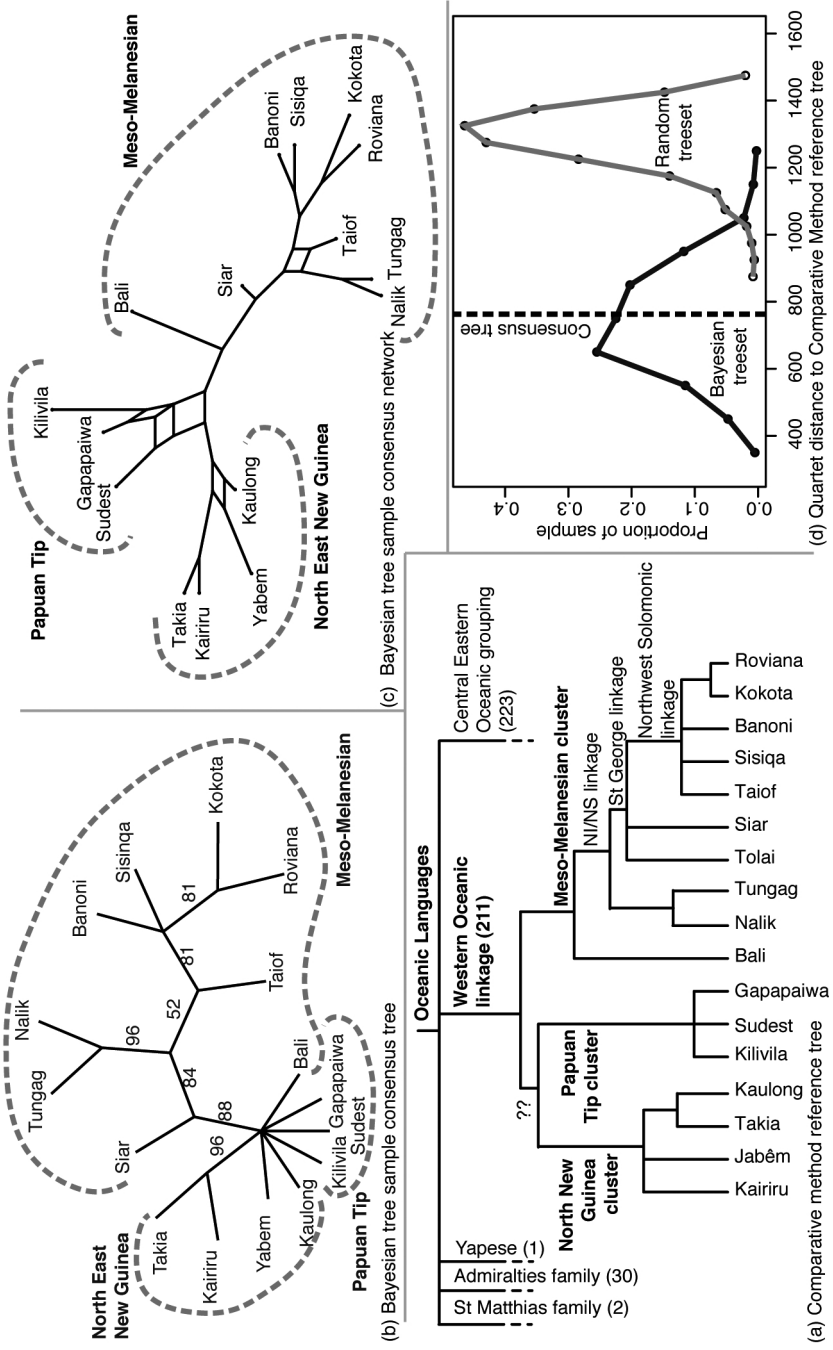 Oceanic Languages
St Matthias family (2)
Admiralties family (30)
Yapese (1)
Western Oceanic
linkage (211)
Central Eastern
Oceanic grouping
(223)
??
North New
Guinea
cluster
Papuan
Tip cluster
Meso-Melanesian cluster
NI/NS linkage
St George linkage
Northwest Solomonic
linkage
Kairiru
Jabêm
Takia
Kaulong
Kilivila
Sudest
Gapapaiwa
Bali
Nalik
Tungag
Tolai
Siar
Taiof
Sisiqa
Banoni
Kokota
Roviana
(a) Comparative method reference tree
North East
New Guinea
Takia
Kairiru
Yabem
Kaulong
Papuan Tip
Kilivila
Sudest
Gapapaiwa
Bali
Siar
Tungag
Nalik
Banoni
Sisinqa
Kokota
Roviana
Taiof
Meso-Melanesian
96
88
84
96
52
81
81
(b) Bayesian tree sample consensus tree
Papuan Tip
Kilivila
Gapapaiwa
Sudest
Takia
Kairiru
Yabem
Kaulong
North East New Guinea
Bali
Siar
Meso-Melanesian
Banoni
Sisiqa
Kokota
Roviana
Taiof
Nalik
Tungag
(c) Bayesian tree sample consensus network
Proportion of sample
0.0
0.1
0.2
0.3
0.4
Consensus tree
Bayesian
treeset
Random
treeset
400
600
800
1000
1200
1400
1600
(d) Quartet distance to Comparative Method reference tree